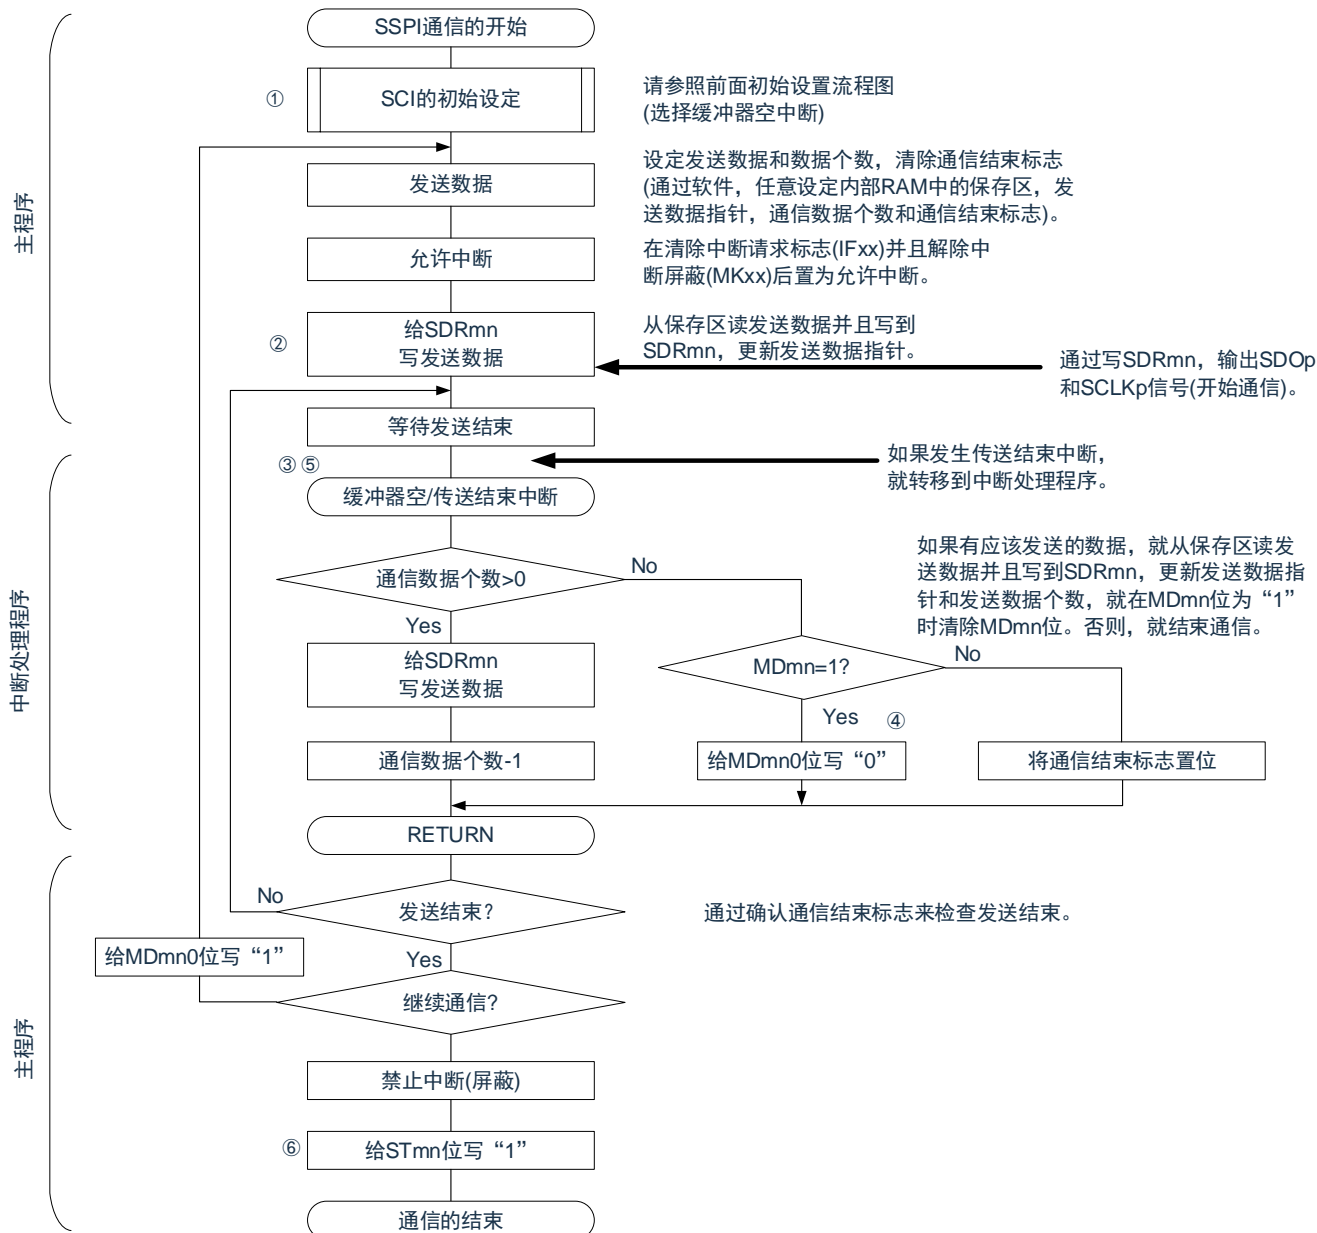 SSPI通信的开始
①
SCI的初始设定
请参照前面初始设置流程图
(选择缓冲器空中断)
主程序
发送数据
设定发送数据和数据个数，清除通信结束标志
(通过软件，任意设定内部RAM中的保存区，发
送数据指针，通信数据个数和通信结束标志)。
允许中断
在清除中断请求标志(IFxx)并且解除中
断屏蔽(MKxx)后置为允许中断。
②
给SDRmn
写发送数据
从保存区读发送数据并且写到
SDRmn，更新发送数据指针。
通过写SDRmn，输出SDOp
和SCLKp信号(开始通信)。
等待发送结束
③⑤
如果发生传送结束中断，
就转移到中断处理程序。
中断处理程序
缓冲器空/传送结束中断
通信数据个数>0
No
Yes
如果有应该发送的数据，就从保存区读发
送数据并且写到SDRmn，更新发送数据指
针和发送数据个数，就在MDmn位为“1”
时清除MDmn位。否则，就结束通信。
给SDRmn
写发送数据
MDmn=1?
No
Yes
④
通信数据个数-1
给MDmn0位写“0”
将通信结束标志置位
RETURN
主程序
No
发送结束?
通过确认通信结束标志来检查发送结束。
给MDmn0位写“1”
Yes
继续通信?
禁止中断(屏蔽)
⑥
给STmn位写“1”
通信的结束